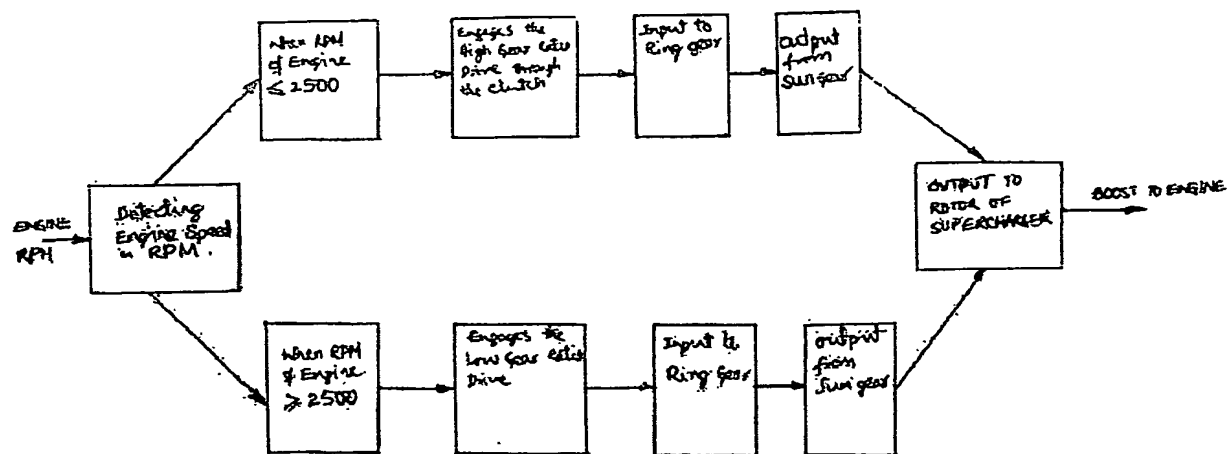 ENGINE
RPM
Detecting
Engine Speed
in RPM.
When RPM
of Engine
≤ 2500
Engages the
High Gear Ratio
Drive through
the Clutch
Input to
Ring gear
Output
from
Sun gear
When RPM
of Engine
≥ 2500
Engages the
Low Gear Ratio
Drive
Input to
Ring Gear
output
from
Sun gear
OUTPUT TO
ROTOR OF
SUPERCHARGER
BOOST TO ENGINE